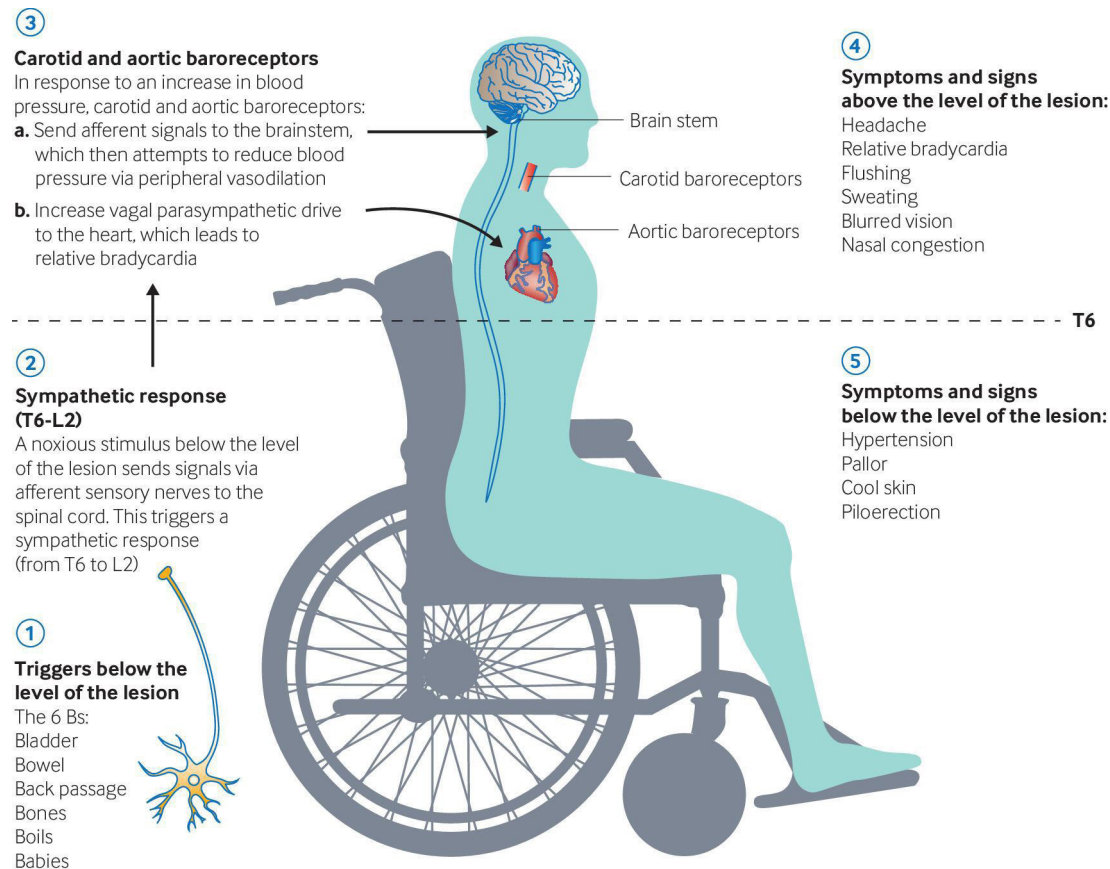 3
Carotid and aortic baroreceptors
In response to an increase in blood
pressure, carotid and aortic baroreceptors:
a. Send afferent signals to the brainstem,
which then attempts to reduce blood
pressure via peripheral vasodilation
b. Increase vagal parasympathetic drive
to the heart, which leads to
relative bradycardia
Brain stem
Carotid baroreceptors
Aortic baroreceptors
4
Symptoms and signs
above the level of the lesion:
Headache
Relative bradycardia
Flushing
Sweating
Blurred vision
Nasal congestion
T6
2
Sympathetic response
(T6-L2)
A noxious stimulus below the level
of the lesion sends signals via
afferent sensory nerves to the
spinal cord. This triggers a
sympathetic response
(from T6 to L2)
5
Symptoms and signs
below the level of the lesion:
Hypertension
Pallor
Cool skin
Piloerection
1
Triggers below the
level of the lesion
The 6 Bs:
Bladder
Bowel
Back passage
Bones
Boils
Babies